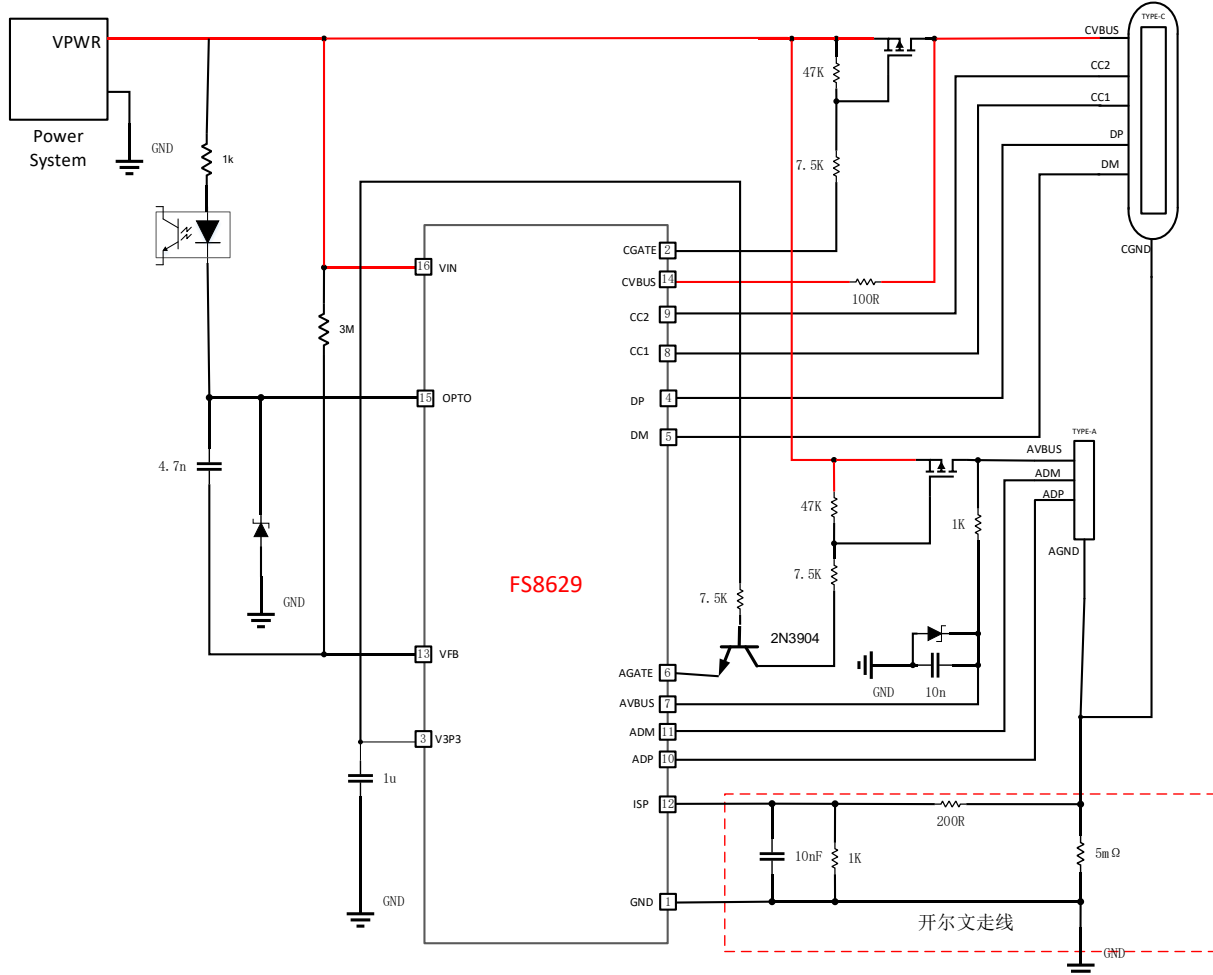 TYPE-C
VPWR
CVBUS
CC2
47K
CC1
Power
System
GND
DP
1k
7.5K
DM
CGATE
2
CGND
16
VIN
CVBUS
14
100R
CC2
9
3M
CC1
8
15
OPTO
DP
4
DM
5
TYPE-A
AVBUS
4.7n
ADM
ADP
47K
1K
AGND
FS8629
7.5K
GND
7.5K
2N3904
13
VFB
AGATE
6
GND
10n
AVBUS
7
ADM
11
3
V3P3
ADP
10
1u
ISP
12
200R
10nF
1K
5mΩ
GND
GND
1
开尔文走线
GND